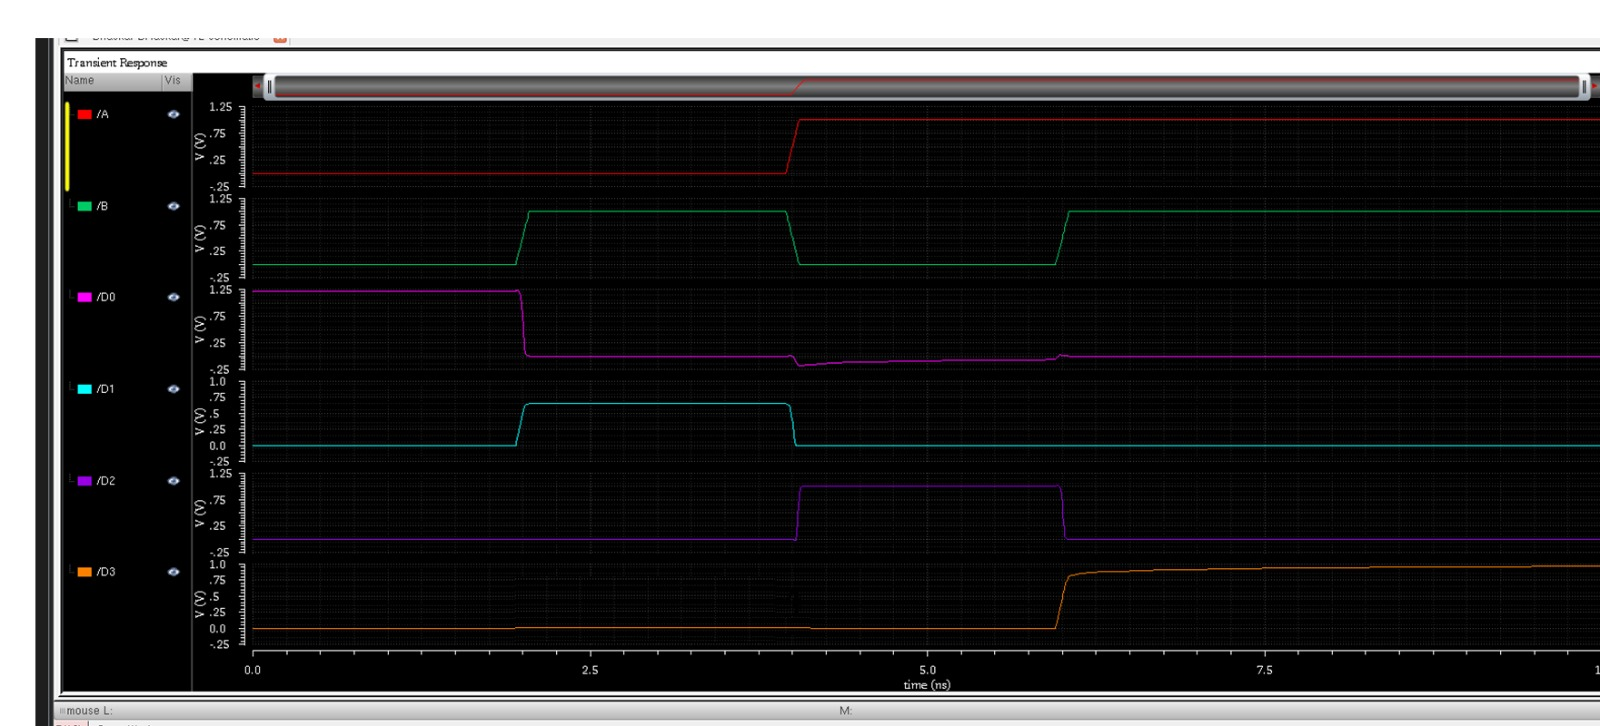 Transient Response
Name Vis
/A
1.25
.75
.25
-.25
V (V)
/B
1.25
.75
.25
-.25
V (V)
/D0
1.25
.75
.25
-.25
V (V)
/D1
1.0
.75
.5
.25
0.0
-.25
V (V)
/D2
1.25
.75
.25
-.25
V (V)
/D3
1.0
.75
.5
.25
0.0
-.25
V (V)
0.0 2.5 5.0 7.5
time (ns)
mouse L: M: